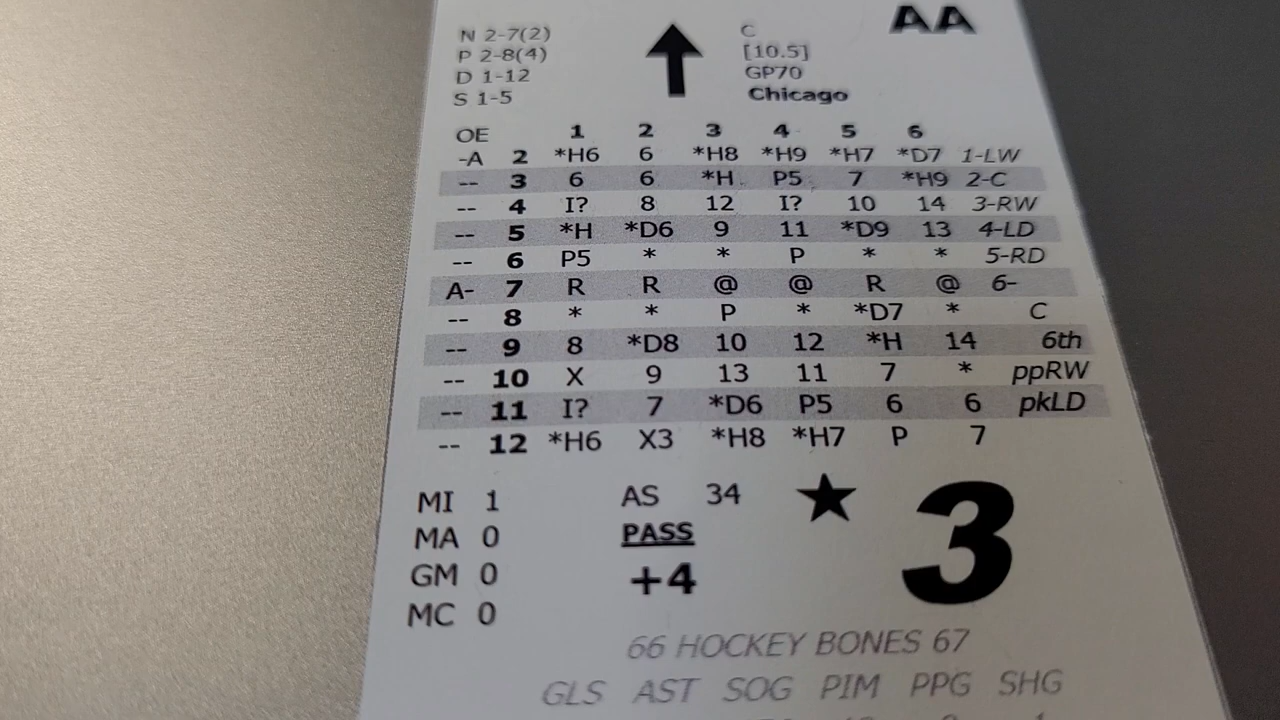 AA
N 2-7(2) C
P 2-8(4) [10.5]
D 1-12 GP70
S 1-5 Chicago
OE 1 2 3 4 5 6
-A 2 *H6 6 *H8 *H9 *H7 *D7 1-LW
-- 3 6 6 *H P5 7 *H9 2-C
-- 4 I? 8 12 I? 10 14 3-RW
-- 5 *H *D6 9 11 *D9 13 4-LD
-- 6 P5 * * P * * 5-RD
A- 7 R R @ @ R @ 6-
-- 8 * * P * *D7 * C
-- 9 8 *D8 10 12 *H 14 6th
-- 10 X 9 13 11 7 * ppRW
-- 11 I? 7 *D6 P5 6 6 pkLD
-- 12 *H6 X3 *H8 *H7 P 7
MI 1 AS 34 ★ 3
MA 0 PASS
GM 0 +4
MC 0
66 HOCKEY BONES 67
GLS AST SOG PIM PPG SHG